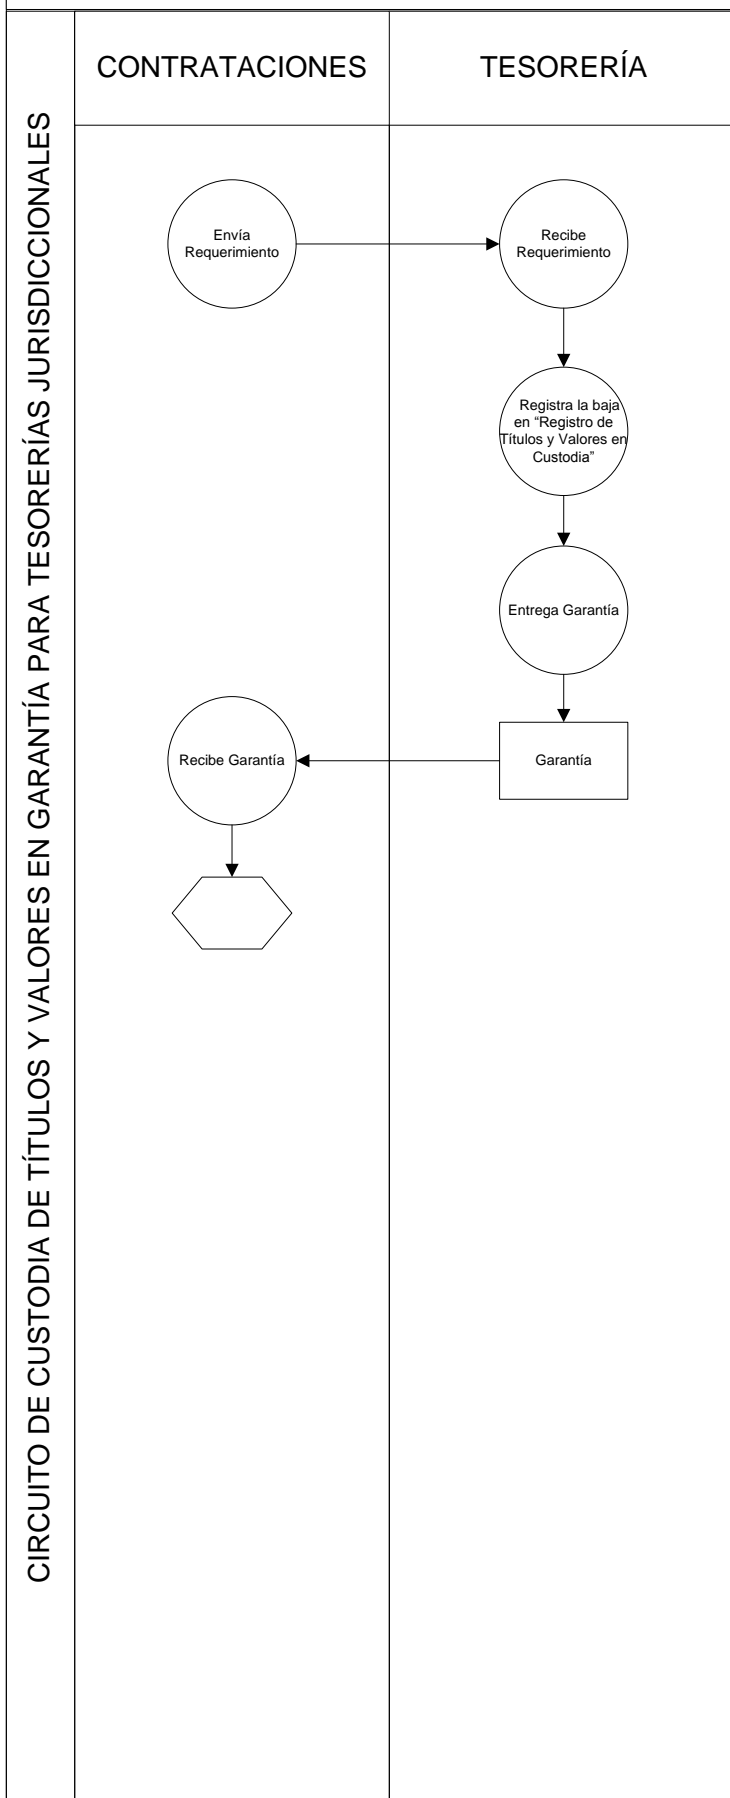 CIRCUITO DE CUSTODIA DE TÍTULOS Y VALORES EN GARANTÍA PARA TESORERÍAS JURISDICCIONALES
CONTRATACIONES
TESORERÍA
Envía
Requerimiento
Recibe
Requerimiento
Registra la baja
en “Registro de
Títulos y Valores en
Custodia”
Entrega Garantía
Recibe Garantía
Garantía